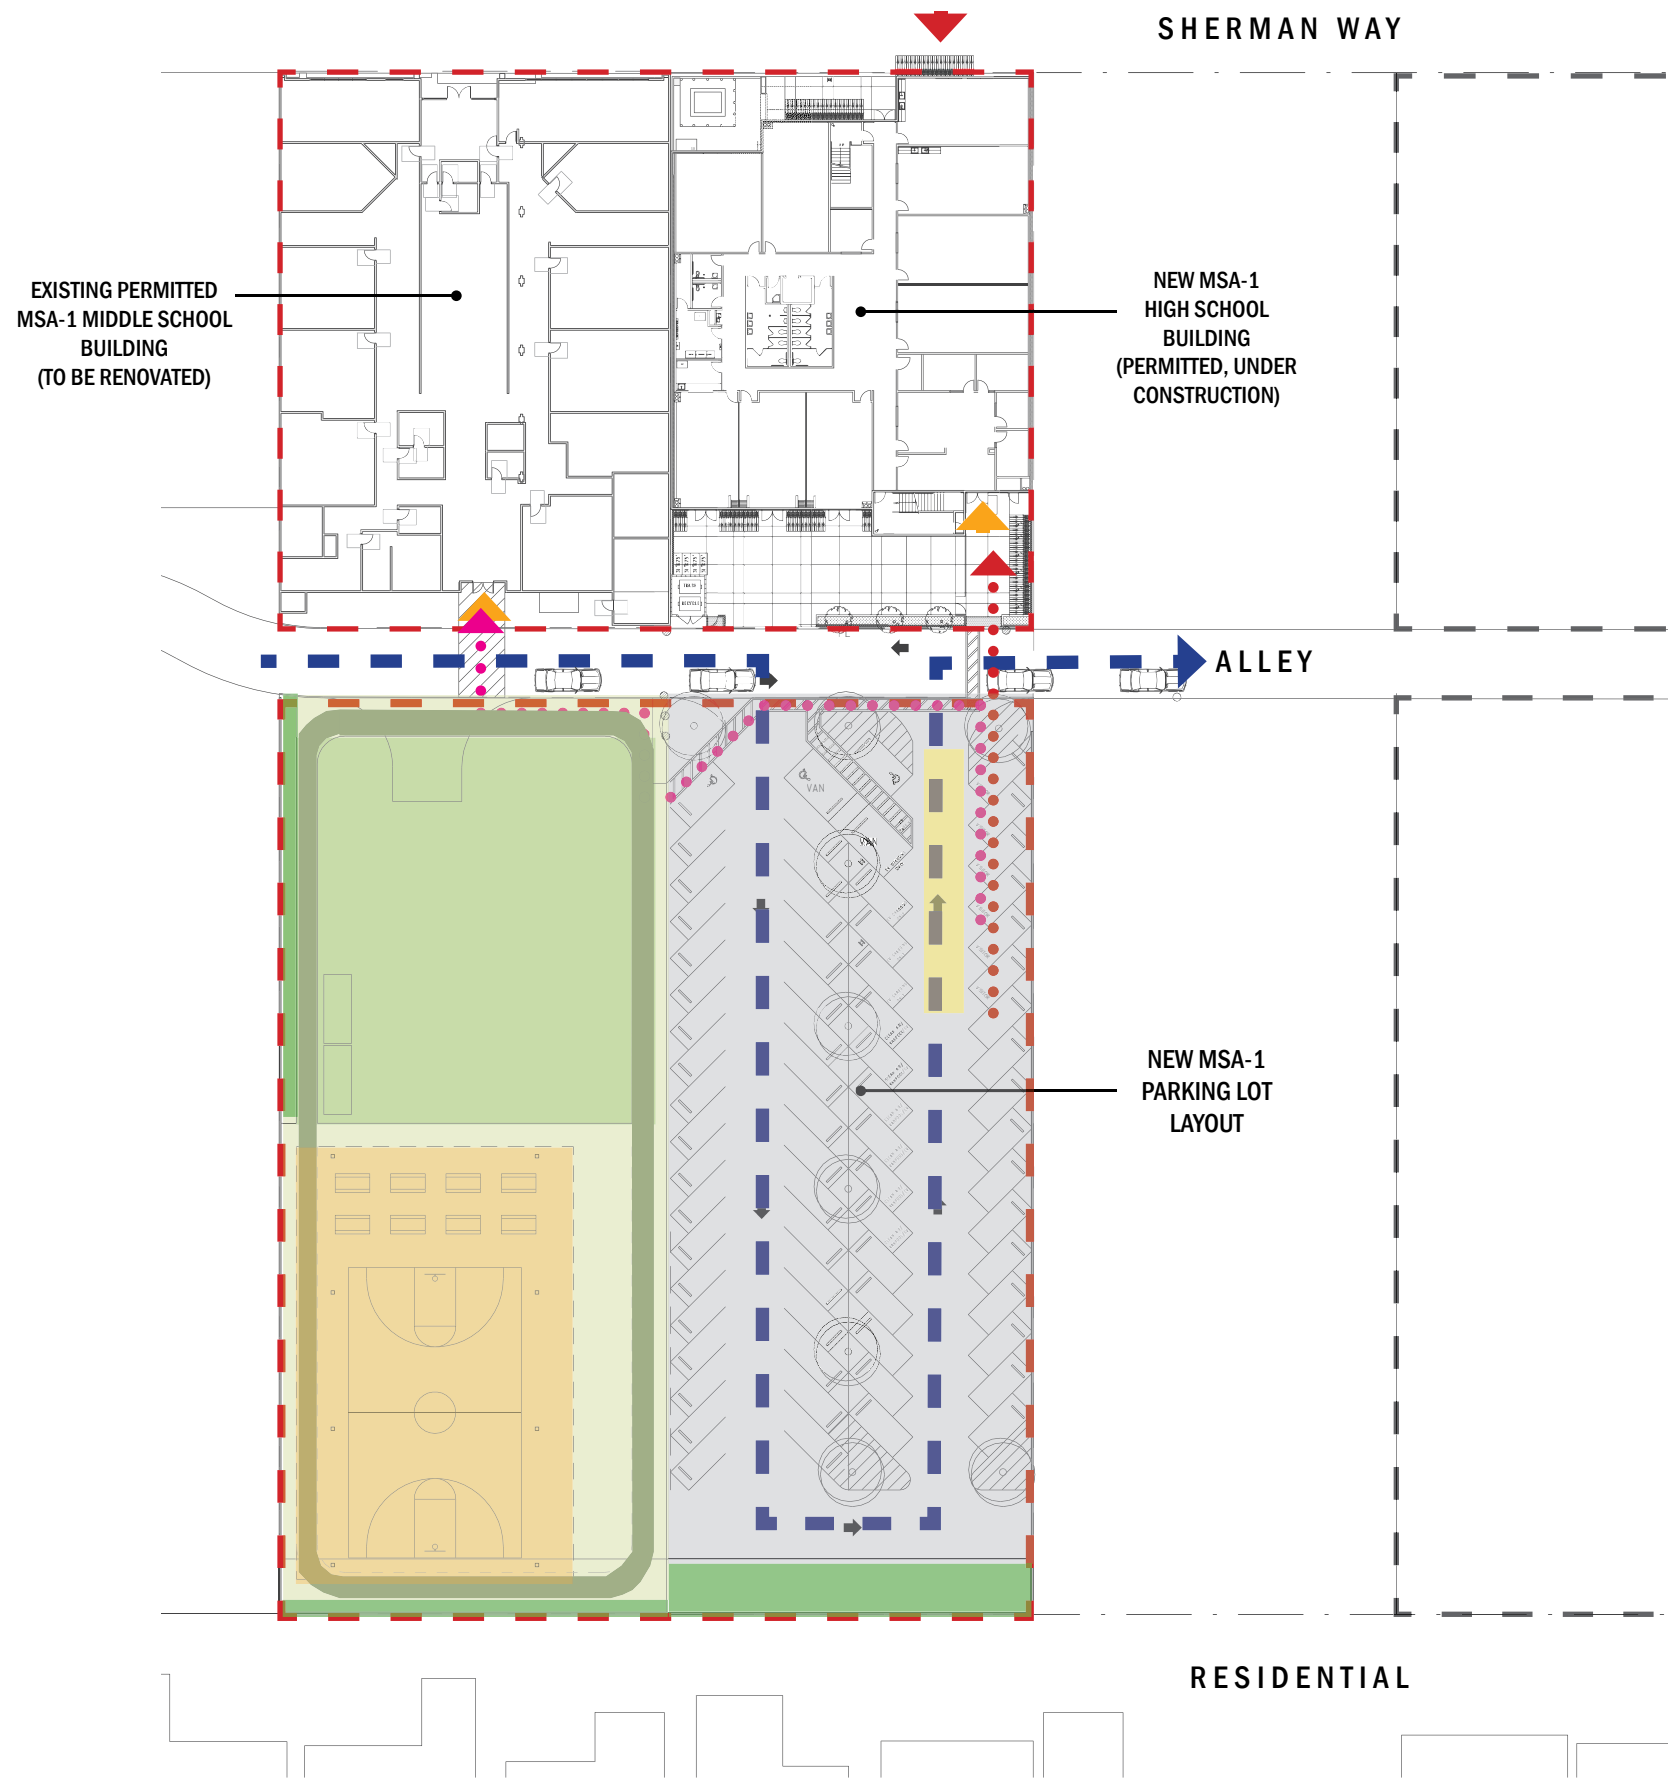 SHERMAN WAY
EXISTING PERMITTED
MSA-1 MIDDLE SCHOOL
BUILDING
(TO BE RENOVATED)
NEW MSA-1
HIGH SCHOOL
BUILDING
(PERMITTED, UNDER
CONSTRUCTION)
ALLEY
VAN
VAN
NEW MSA-1
PARKING LOT
LAYOUT
RESIDENTIAL